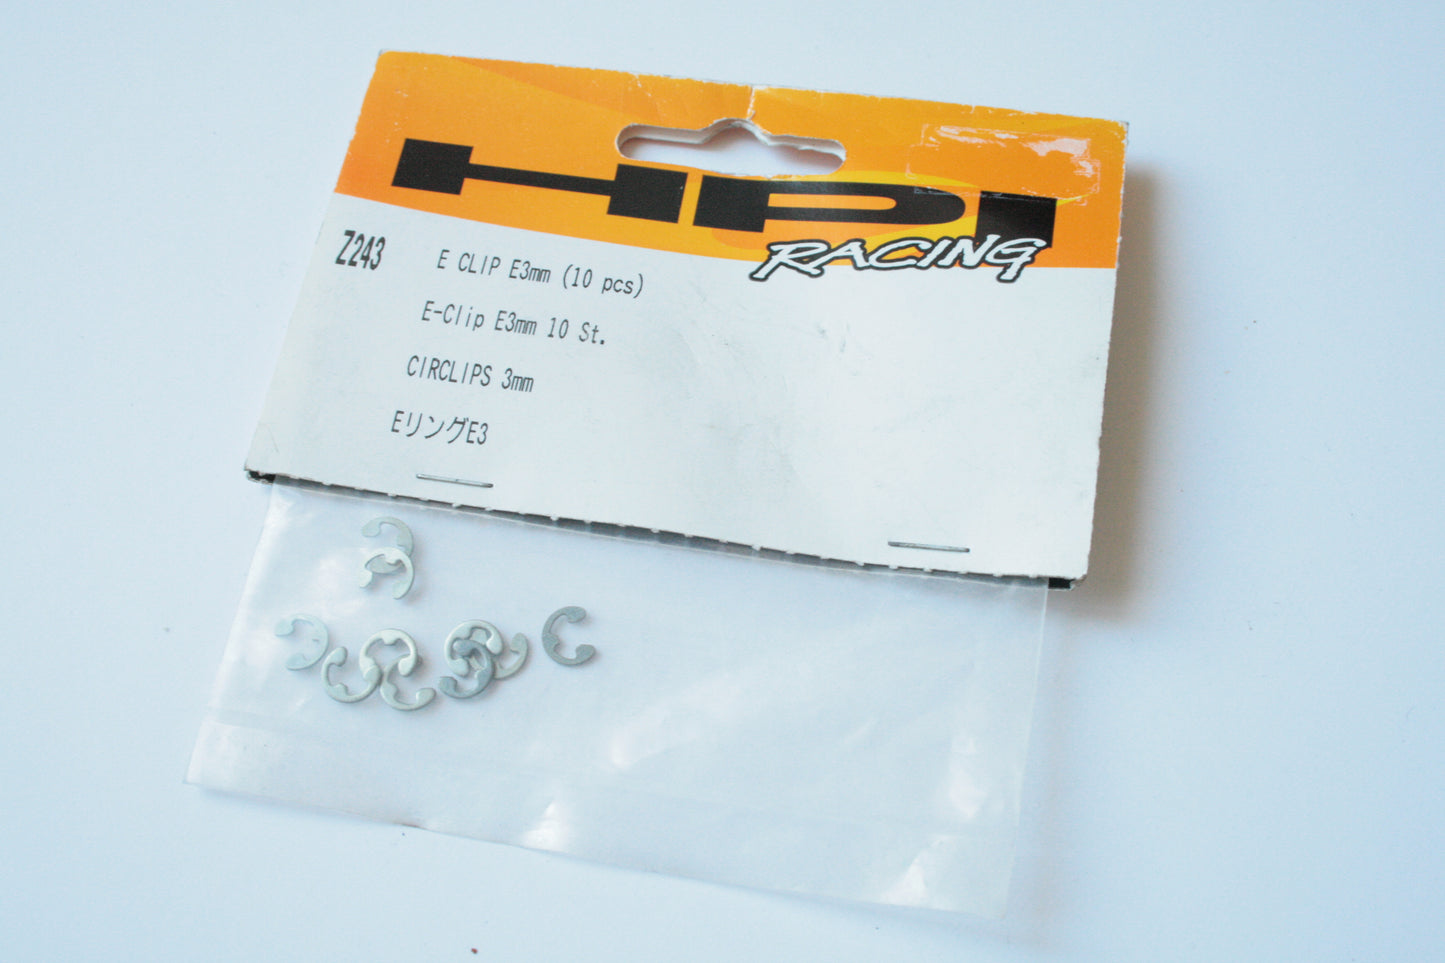 HPI
RACING
Z243
E CLIP E3mm (10 pcs)
E-Clip E3mm 10 St.
CIRCLIPS 3mm
EリングE3